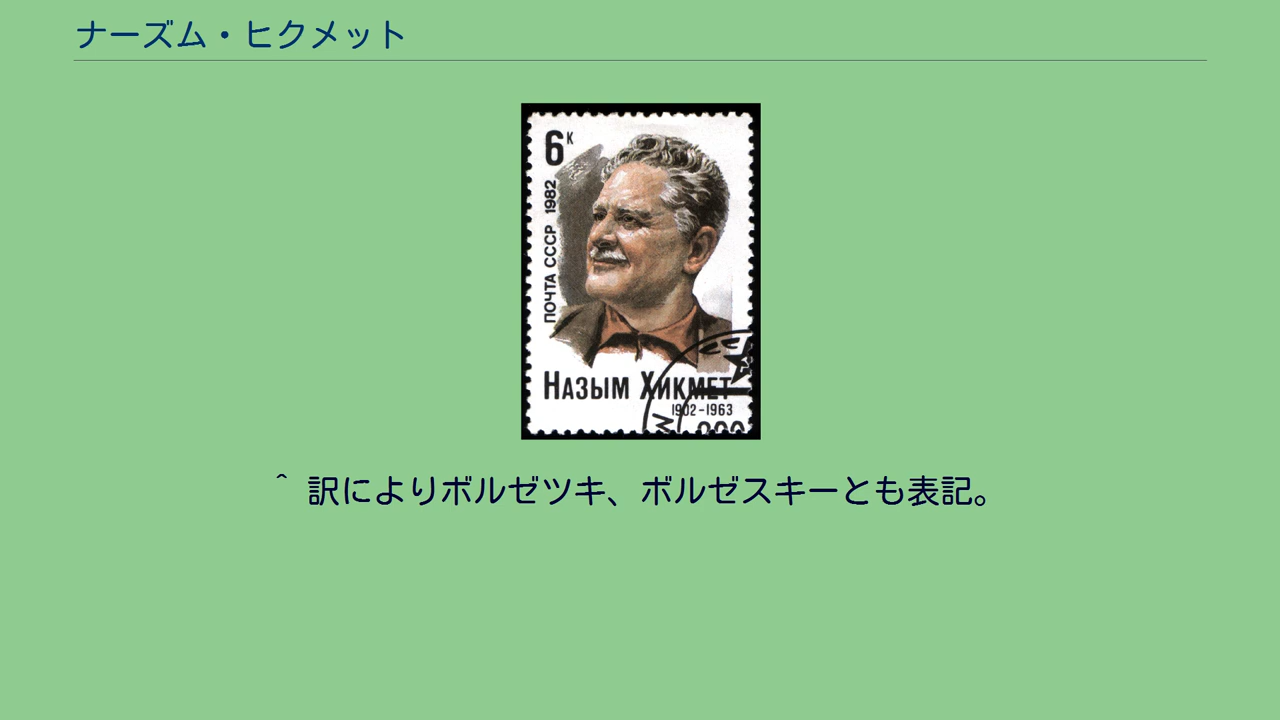 ナーズム・ヒクメット
6к
ПОЧТА СССР 1982
НАЗЫМ ХИКМЕТ
1902-1963
^ 訳によりボルゼツキ、ボルゼスキーとも表記。